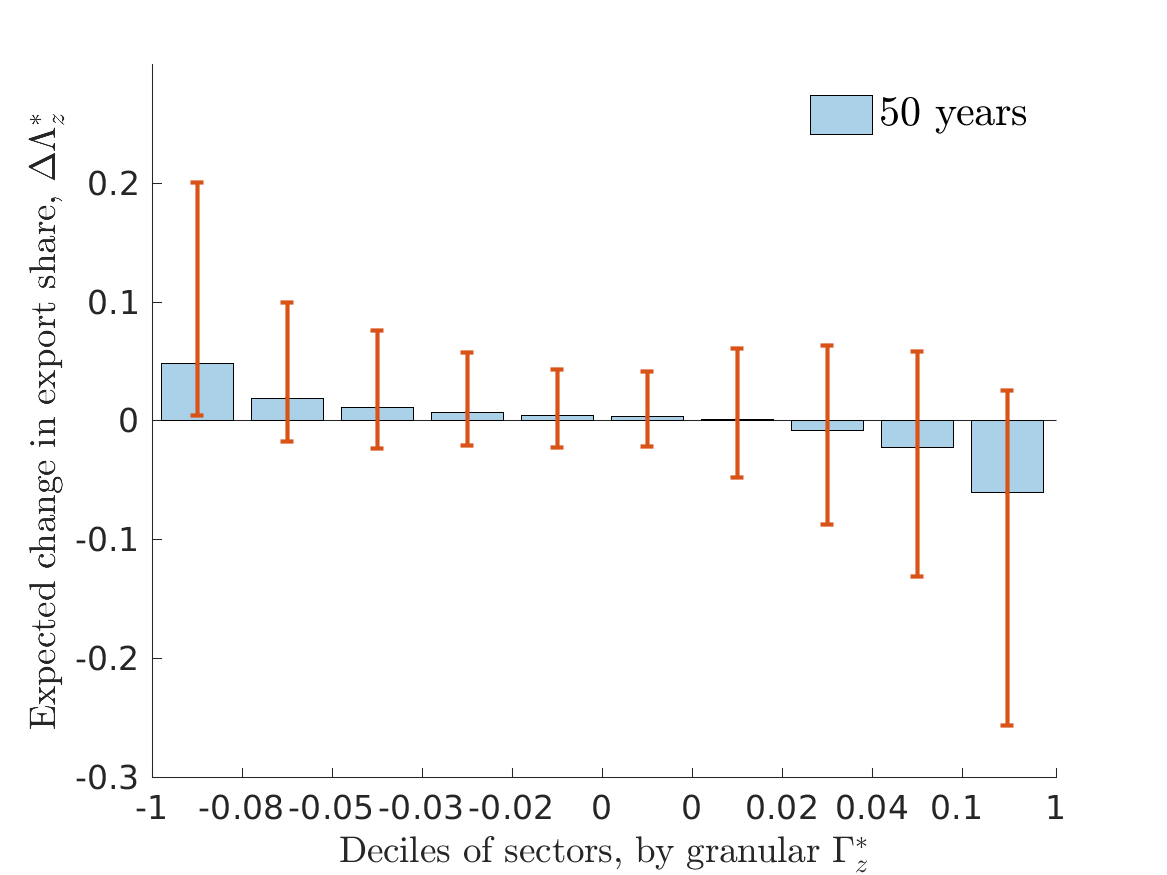 50 years
Expected change in export share, ΔΛ*z
0.2
0.1
0
-0.1
-0.2
-0.3
-1 -0.08 -0.05 -0.03 -0.02 0 0 0.02 0.04 0.1 1
Deciles of sectors, by granular Γ*z